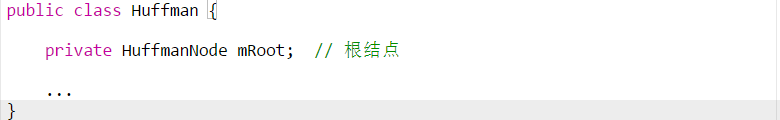 public class Huffman {
private HuffmanNode mRoot;  // 根结点
...
}